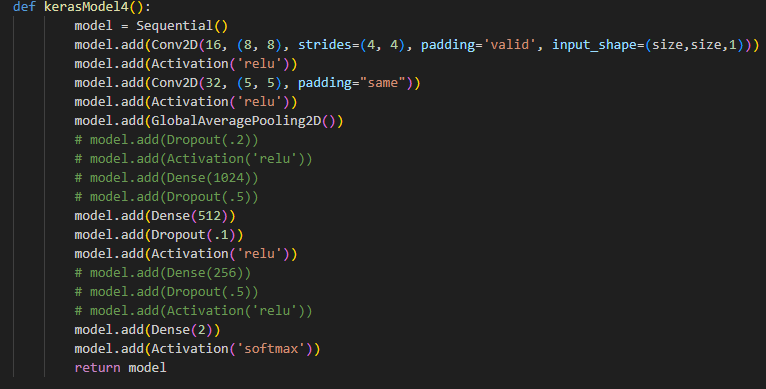 def kerasModel4():
        model = Sequential()
        model.add(Conv2D(16, (8, 8), strides=(4, 4), padding='valid', input_shape=(size,size,1)))
        model.add(Activation('relu'))
        model.add(Conv2D(32, (5, 5), padding="same"))
        model.add(Activation('relu'))
        model.add(GlobalAveragePooling2D())
        # model.add(Dropout(.2))
        # model.add(Activation('relu'))
        # model.add(Dense(1024))
        # model.add(Dropout(.5))
        model.add(Dense(512))
        model.add(Dropout(.1))
        model.add(Activation('relu'))
        # model.add(Dense(256))
        # model.add(Dropout(.5))
        # model.add(Activation('relu'))
        model.add(Dense(2))
        model.add(Activation('softmax'))
        return model